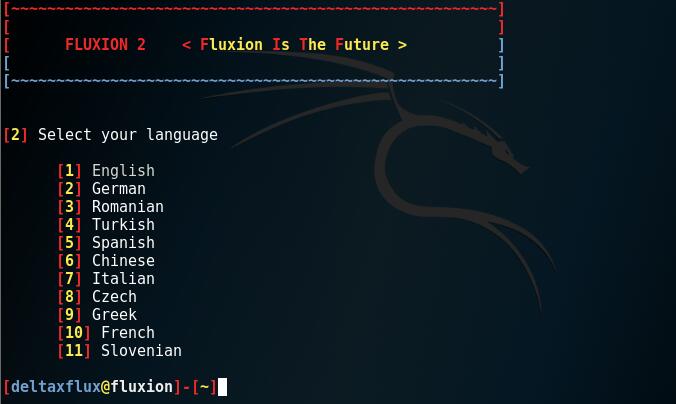 [~~~~~~~~~~~~~~~~~~~~~~~~~~~~~~~~~~~~~~~~~~~~~~~~~~~~~~]
[ ]
[ FLUXION 2 < Fluxion Is The Future > ]
[ ]
[~~~~~~~~~~~~~~~~~~~~~~~~~~~~~~~~~~~~~~~~~~~~~~~~~~~~~~]
[2] Select your language
[1] English
[2] German
[3] Romanian
[4] Turkish
[5] Spanish
[6] Chinese
[7] Italian
[8] Czech
[9] Greek
[10] French
[11] Slovenian
[deltaxflux@fluxion]-[~]